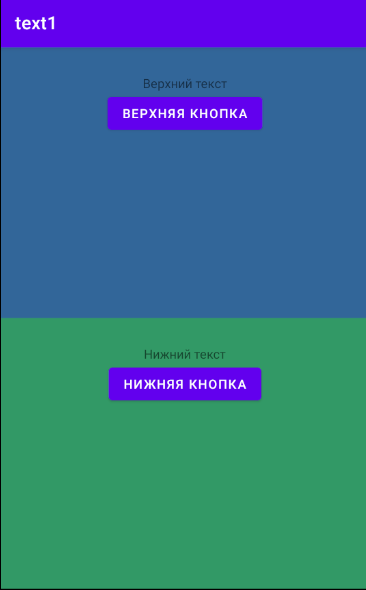 text1
Верхний текст
ВЕРХНЯЯ КНОПКА
Нижний текст
НИЖНЯЯ КНОПКА